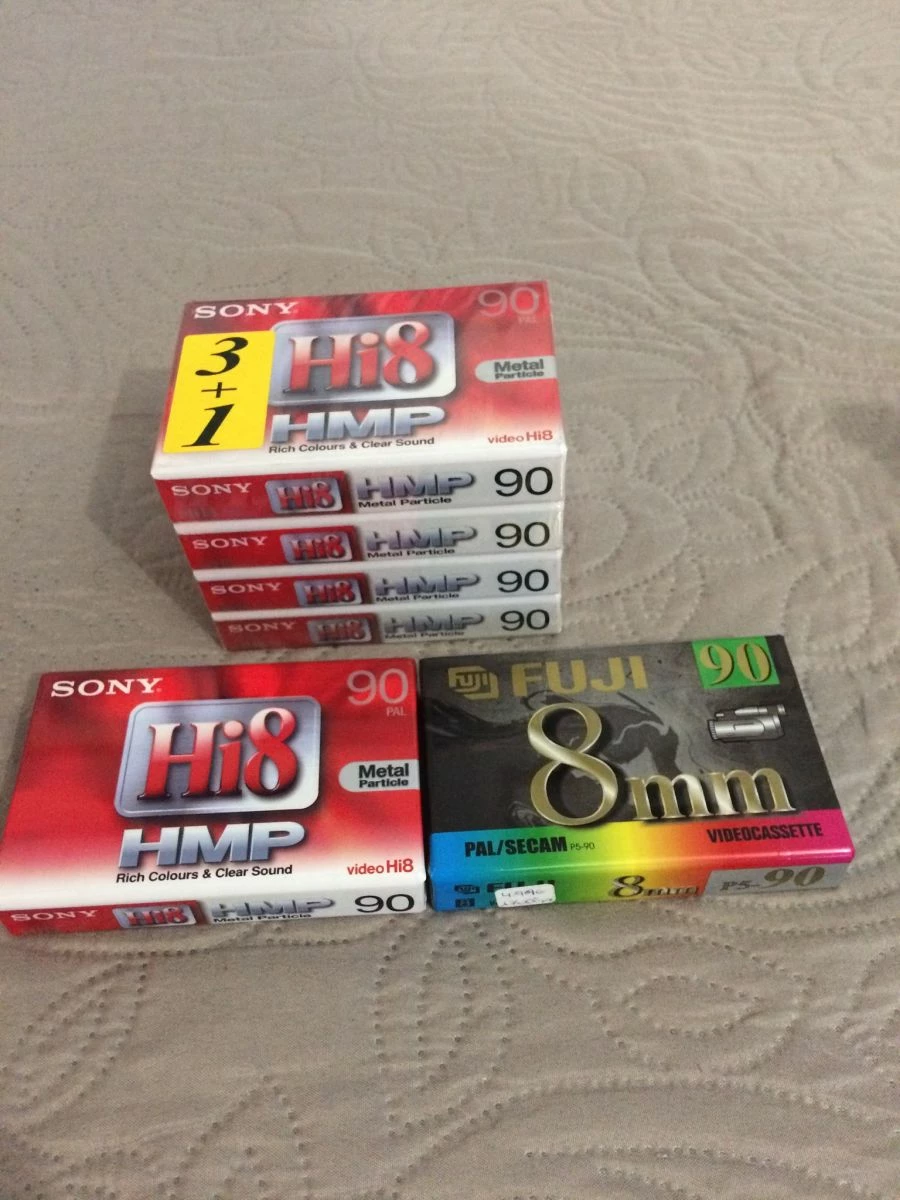 SONY
90
PAL
3
+
1
Hi8
Metal
Particle
HMP
Rich Colours & Clear Sound
video Hi8
SONY Hi8 HMP 90
Metal Particle
SONY Hi8 HMP 90
Metal Particle
SONY Hi8 HMP 90
Metal Particle
SONY Hi8 HMP 90
Metal Particle
SONY
90
PAL
Hi8
Metal
Particle
HMP
Rich Colours & Clear Sound
video Hi8
SONY Hi8 HMP 90
Metal Particle
FUJI FUJI
90
8mm
PAL/SECAM P5-90
VIDEOCASSETTE
FUJI FUJI 8mm P5-90